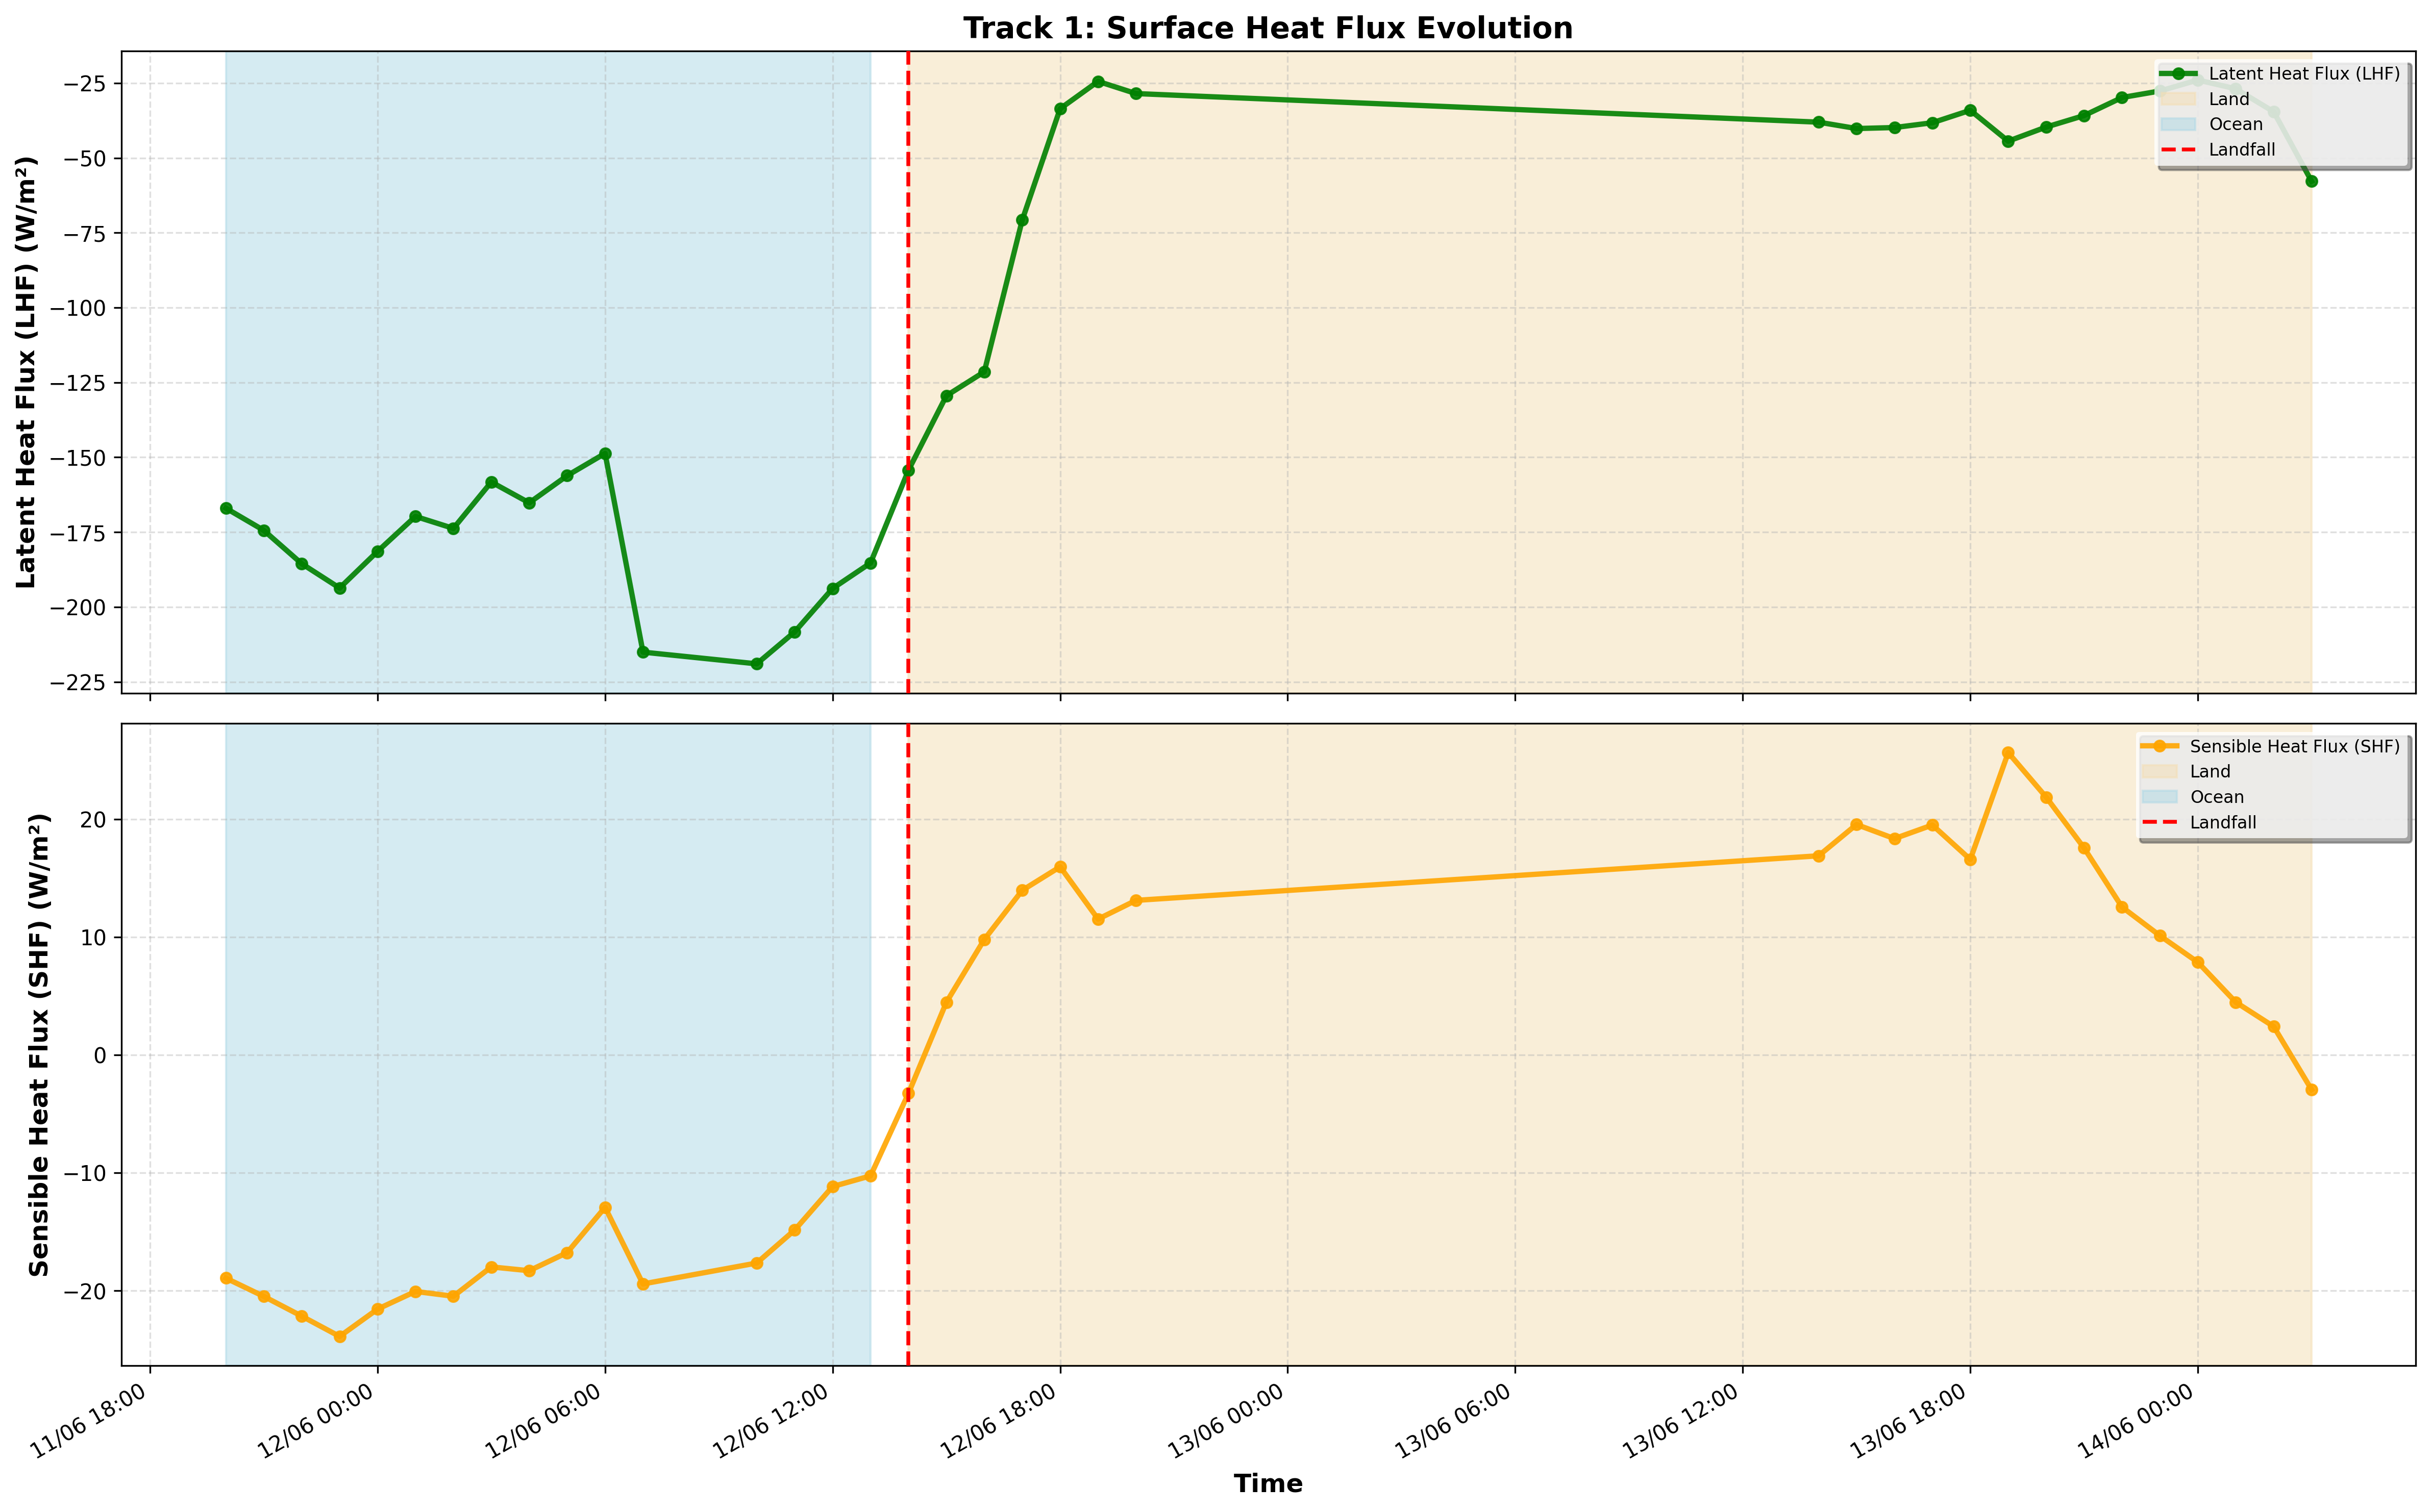 Track 1: Surface Heat Flux Evolution
Latent Heat Flux (LHF) (W/m²)
−25
−50
−75
−100
−125
−150
−175
−200
−225
Latent Heat Flux (LHF)
Land
Ocean
Landfall
Sensible Heat Flux (SHF) (W/m²)
20
10
0
−10
−20
Sensible Heat Flux (SHF)
Land
Ocean
Landfall
11/06 18:00
12/06 00:00
12/06 06:00
12/06 12:00
12/06 18:00
13/06 00:00
13/06 06:00
13/06 12:00
13/06 18:00
14/06 00:00
Time